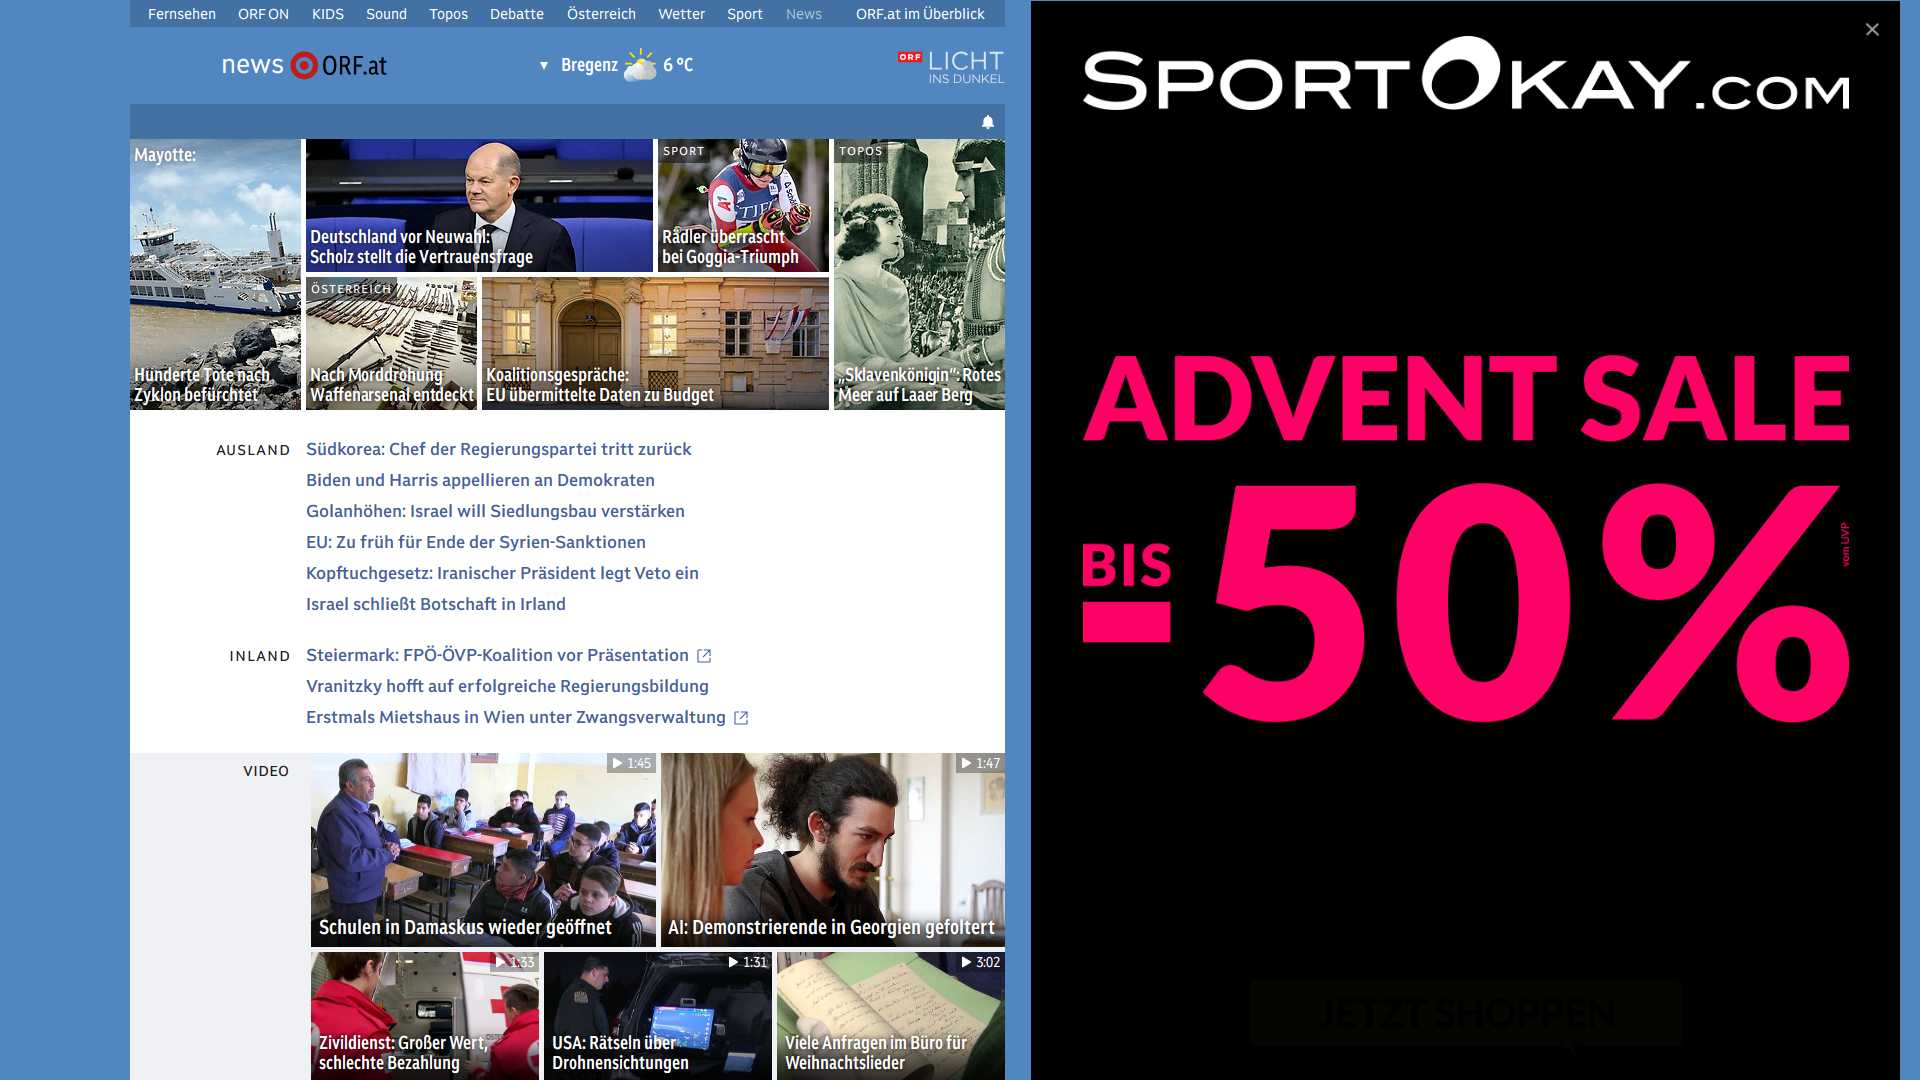 Fernsehen ORF ON KIDS Sound Topos Debatte Österreich Wetter Sport News ORF.at im Überblick
news ORF.at
Bregenz 6 °C
ORF LICHT
INS DUNKEL
Mayotte:
Hunderte Tote nach
Zyklon befürchtet
Deutschland vor Neuwahl:
Scholz stellt die Vertrauensfrage
SPORT
STIFEL
Rädler überrascht
bei Goggia-Triumph
TOPOS
„Sklavenkönigin“: Rotes
Meer auf Laaer Berg
ÖSTERREICH
Nach Morddrohung
Waffenarsenal entdeckt
Koalitionsgespräche:
EU übermittelte Daten zu Budget
AUSLAND
Südkorea: Chef der Regierungspartei tritt zurück
Biden und Harris appellieren an Demokraten
Golanhöhen: Israel will Siedlungsbau verstärken
EU: Zu früh für Ende der Syrien-Sanktionen
Kopftuchgesetz: Iranischer Präsident legt Veto ein
Israel schließt Botschaft in Irland
INLAND
Steiermark: FPÖ-ÖVP-Koalition vor Präsentation
Vranitzky hofft auf erfolgreiche Regierungsbildung
Erstmals Mietshaus in Wien unter Zwangsverwaltung
VIDEO
1:45
Schulen in Damaskus wieder geöffnet
1:47
AI: Demonstrierende in Georgien gefoltert
1:33
Zivildienst: Großer Wert,
schlechte Bezahlung
1:31
USA: Rätseln über
Drohnensichtungen
3:02
Viele Anfragen im Büro für
Weihnachtslieder
SPORTOKAY.COM
ADVENT SALE
BIS
-50%
vom UVP
JETZT SHOPPEN